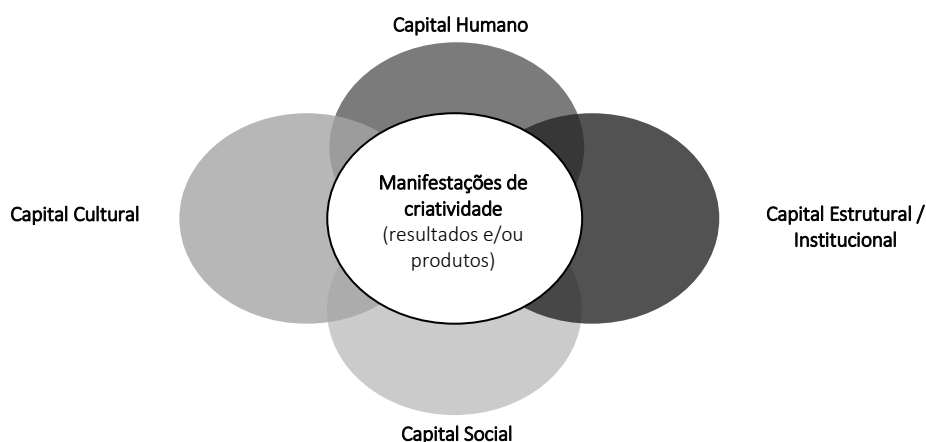 Capital Humano
Manifestações de
criatividade
(resultados e/ou
produtos)
Capital Cultural
Capital Estrutural /
Institucional
Capital Social